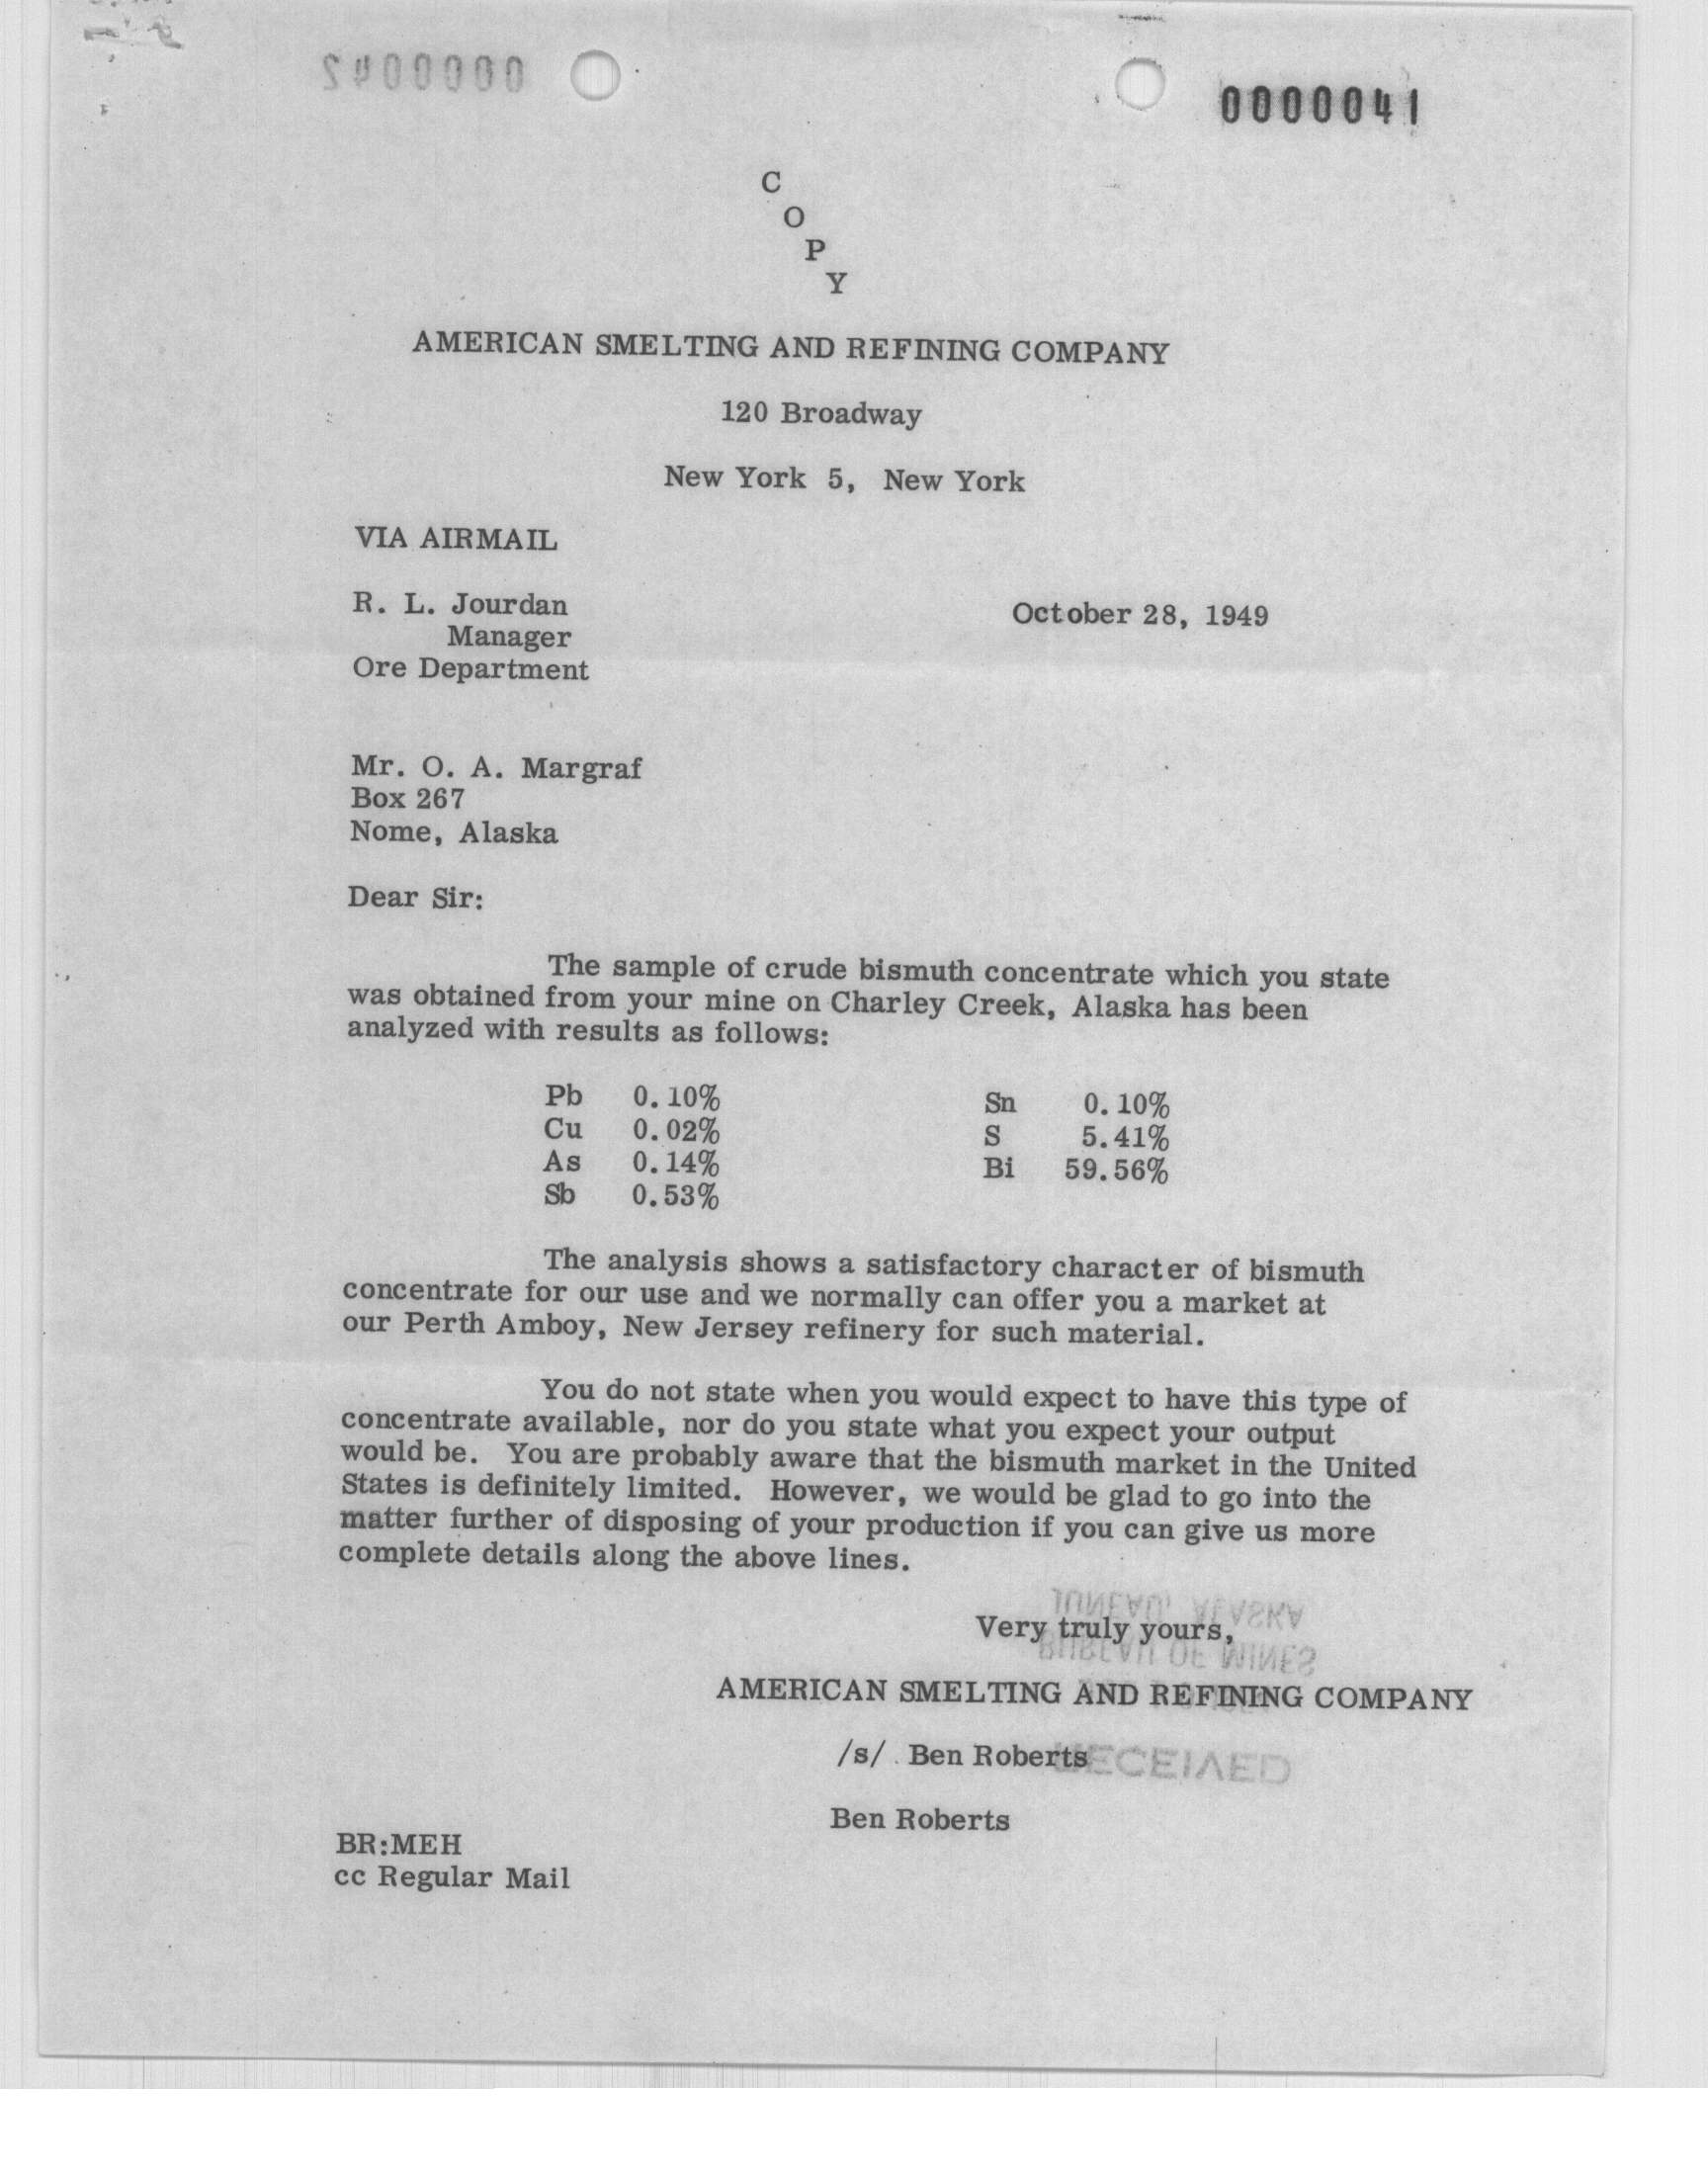 0000042
0000041
C
O
P
Y
AMERICAN SMELTING AND REFINING COMPANY
120 Broadway
New York 5, New York
VIA AIRMAIL
R. L. Jourdan
Manager
Ore Department
October 28, 1949
Mr. O. A. Margraf
Box 267
Nome, Alaska
Dear Sir:
The sample of crude bismuth concentrate which you state
was obtained from your mine on Charley Creek, Alaska has been
analyzed with results as follows:
Pb 0.10% Sn 0.10%
Cu 0.02% S 5.41%
As 0.14% Bi 59.56%
Sb 0.53%
The analysis shows a satisfactory character of bismuth
concentrate for our use and we normally can offer you a market at
our Perth Amboy, New Jersey refinery for such material.
You do not state when you would expect to have this type of
concentrate available, nor do you state what you expect your output
would be. You are probably aware that the bismuth market in the United
States is definitely limited. However, we would be glad to go into the
matter further of disposing of your production if you can give us more
complete details along the above lines.
JUNEAU, ALASKA
Very truly yours,
BUREAU OF MINES
AMERICAN SMELTING AND REFINING COMPANY
/s/ Ben Roberts
RECEIVED
Ben Roberts
BR:MEH
cc Regular Mail